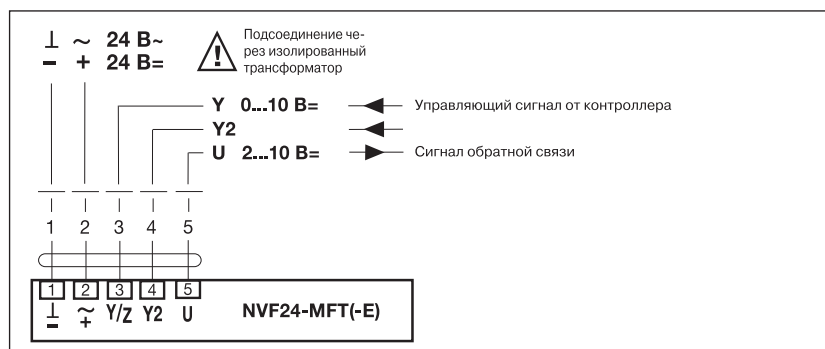 ⊥ ~ 24 В~
− + 24 В=
Подсоединение че-
рез изолированный
трансформатор
Y 0...10 В= Управляющий сигнал от контроллера
Y2
U 2...10 В= Сигнал обратной связи
1 2 3 4 5
1 2 3 4 5
⊥ ~ Y/Z Y2 U
− +
NVF24-MFT(-E)